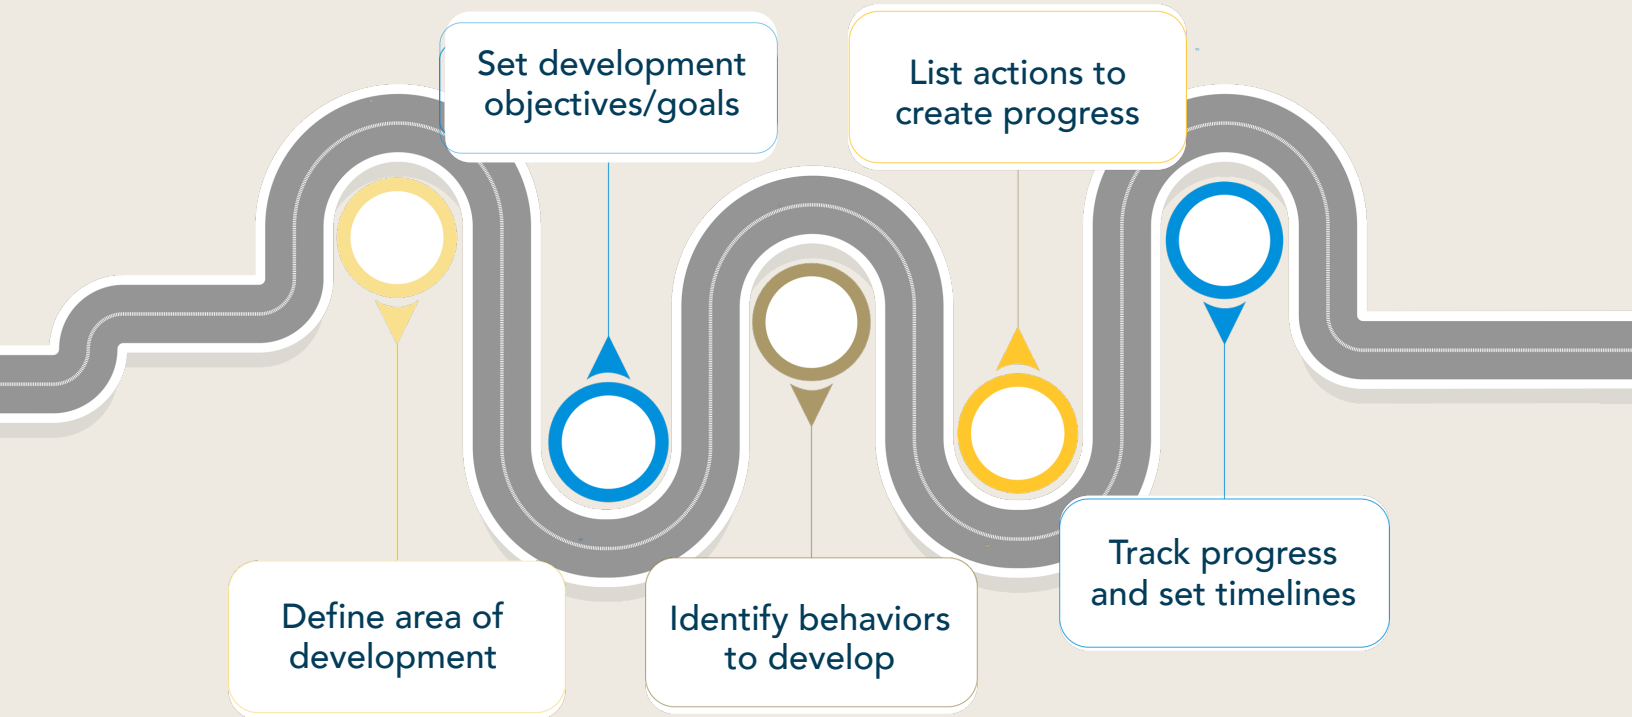 Set development
objectives/goals
List actions to
create progress
Define area of
development
Identify behaviors
to develop
Track progress
and set timelines